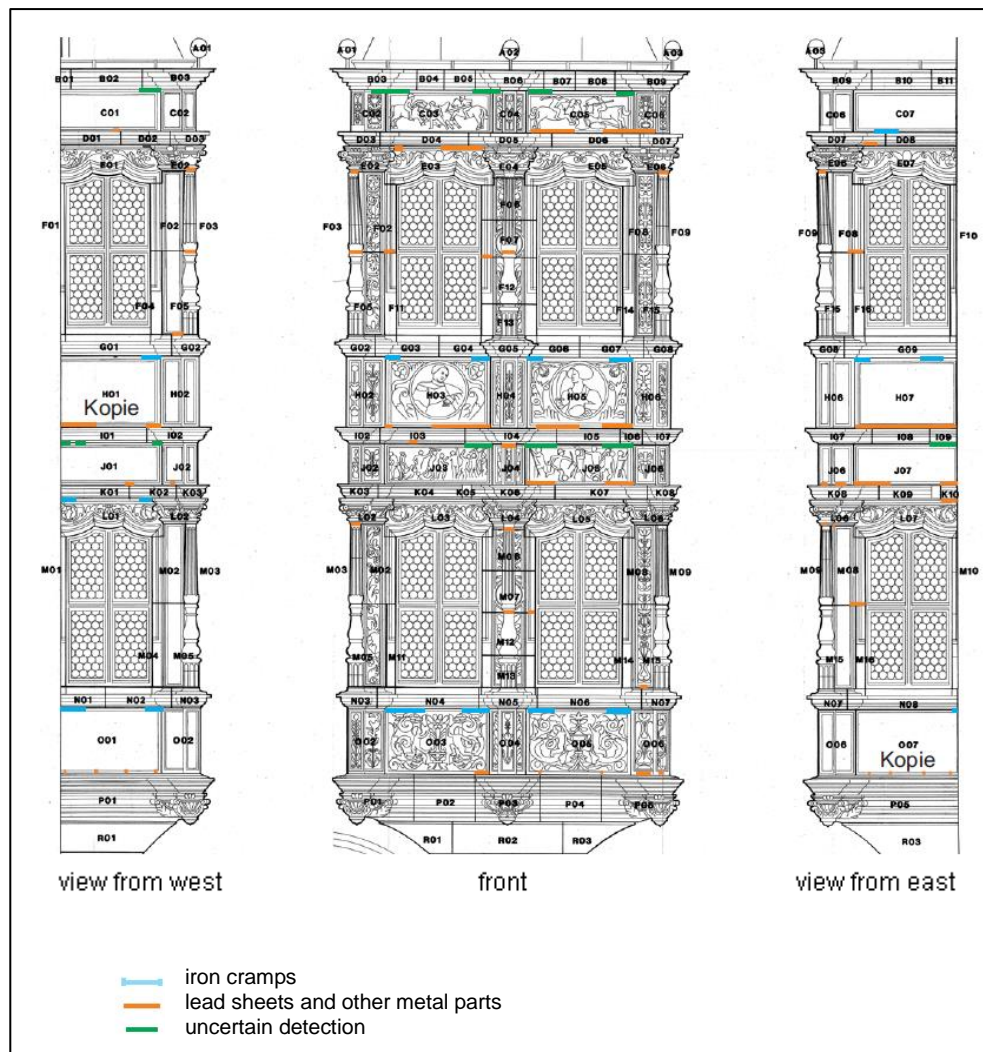 A01 A01 A02 A03 A05
B01 B02 B03 B03 B04 B05 B06 B07 B08 B09 B09 B10 B11
C01 C02 C02 C03 C04 C05 C06 C06 C07
D01 D02 D03 D03 D04 D05 D06 D07 D07 D08
E01 E02 E02 E03 E04 E05 E06 E06 E07
F01 F02 F03 F03 F02 F06 F07 F08 F09 F09 F08 F10
F04 F05 F05 F11 F12 F13 F14 F15 F15 F16
G01 G02 G02 G03 G04 G05 G06 G07 G08 G08 G09
H01 H02 H02 H03 H04 H05 H06 H06 H07
Kopie
I01 I02 I02 I03 I04 I05 I06 I07 I07 I08 I09
J01 J02 J02 J03 J04 J05 J06 J06 J07
K01 K02 K03 K03 K04 K05 K06 K07 K08 K08 K09 K10
L01 L02 L02 L03 L04 L05 L06 L06 L07
M01 M02 M03 M03 M02 M06 M07 M08 M09 M09 M08 M10
M04 M05 M05 M11 M12 M13 M14 M15 M15 M16
N01 N02 N03 N03 N04 N05 N06 N07 N07 N08
O01 O02 O02 O03 O04 O05 O06 O06 O07
Kopie
P01 P01 P02 P03 P04 P05 P05
R01 R01 R02 R03 R03
view from west front view from east
iron cramps
lead sheets and other metal parts
uncertain detection